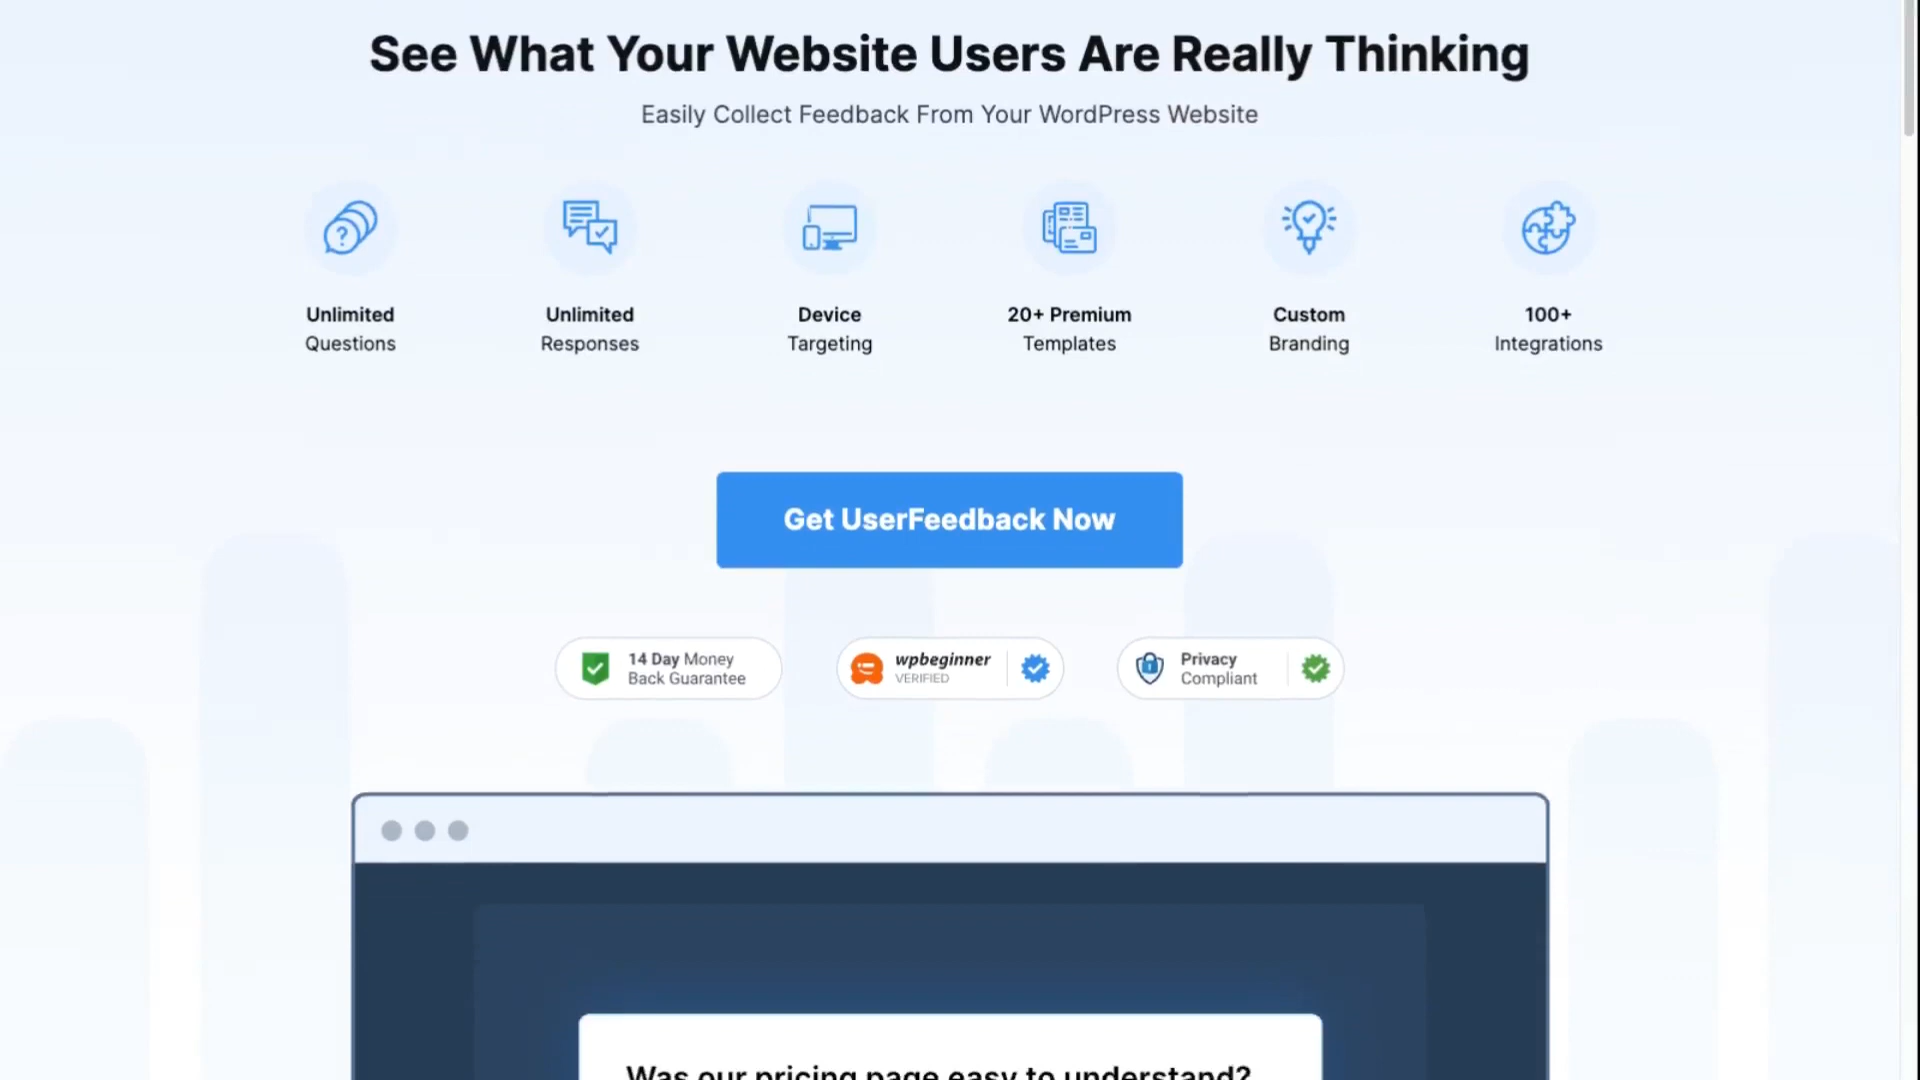 See What Your Website Users Are Really Thinking
Easily Collect Feedback From Your WordPress Website
?
Unlimited
Questions
Unlimited
Responses
Device
Targeting
20+ Premium
Templates
Custom
Branding
100+
Integrations
Get UserFeedback Now
14 Day Money
Back Guarantee
wpbeginner
VERIFIED
Privacy
Compliant
Was our pricing page easy to understand?